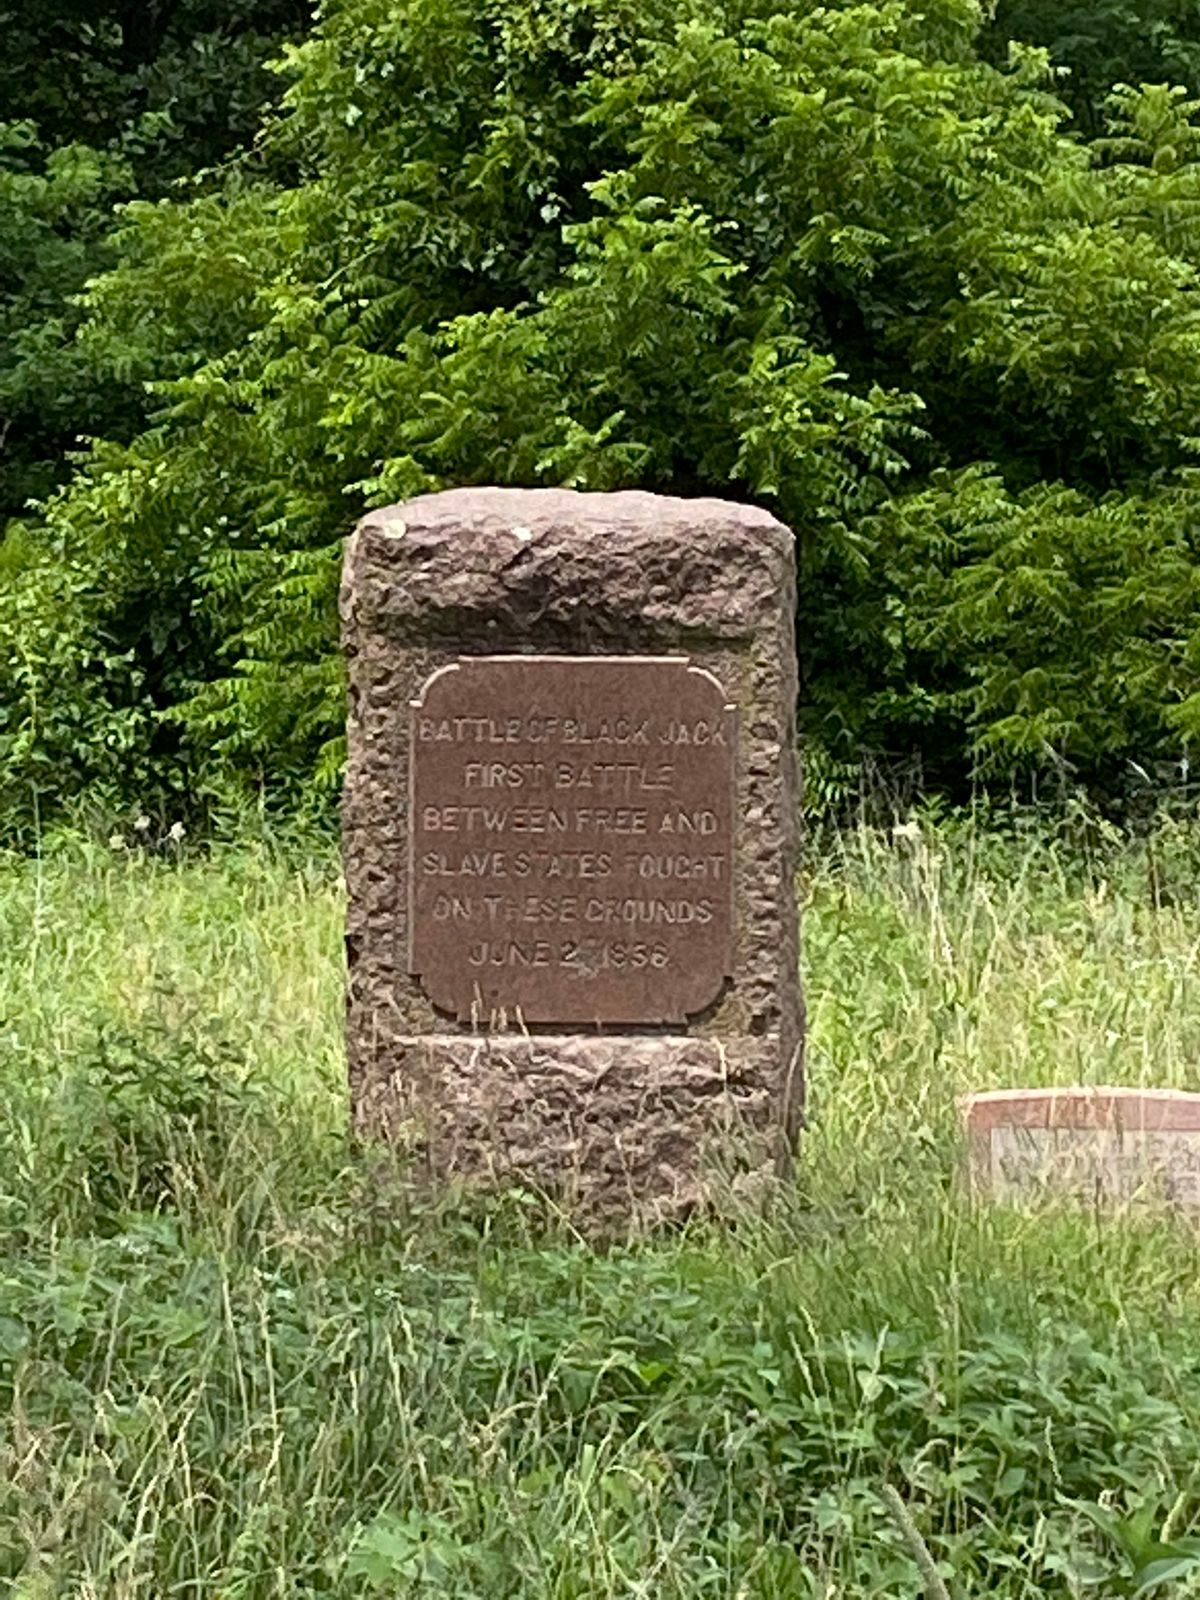 BATTLE OF BLACK JACK
FIRST BATTLE
BETWEEN FREE AND
SLAVE STATES FOUGHT
ON THESE GROUNDS
JUNE 2, 1856